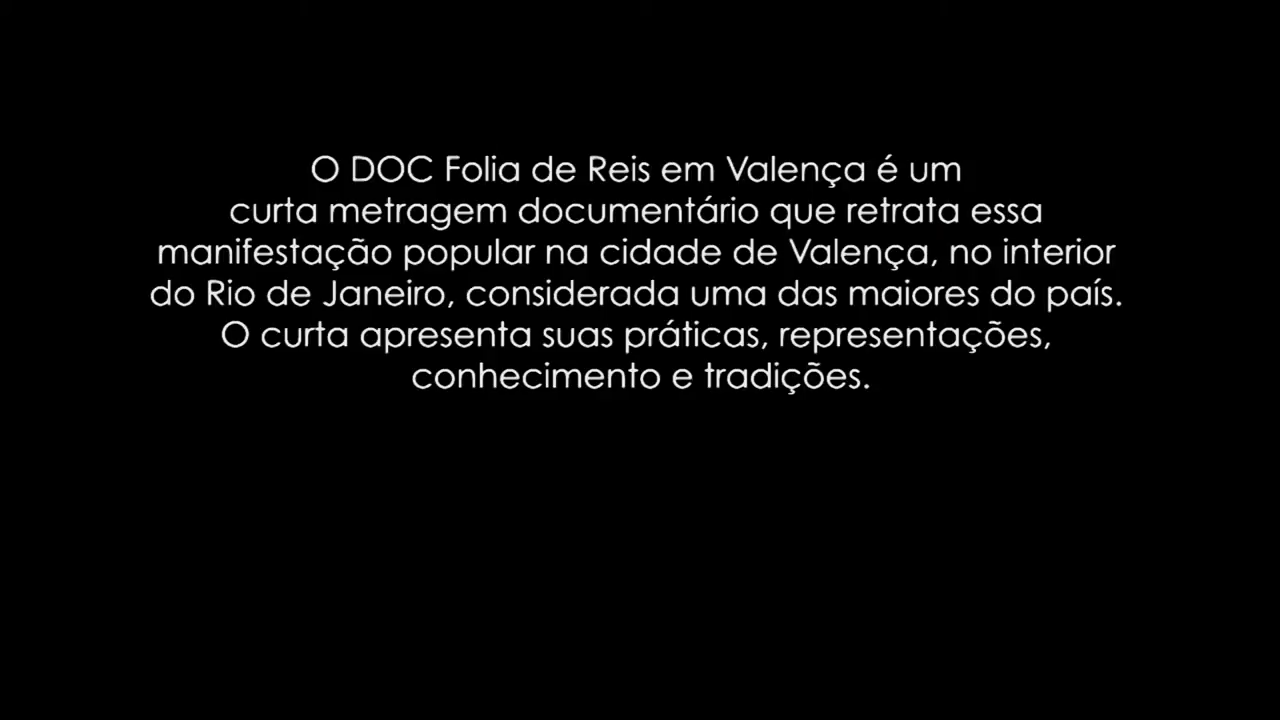 O DOC Folia de Reis em Valença é um
curta metragem documentário que retrata essa
manifestação popular na cidade de Valença, no interior
do Rio de Janeiro, considerada uma das maiores do país.
O curta apresenta suas práticas, representações,
conhecimento e tradições.